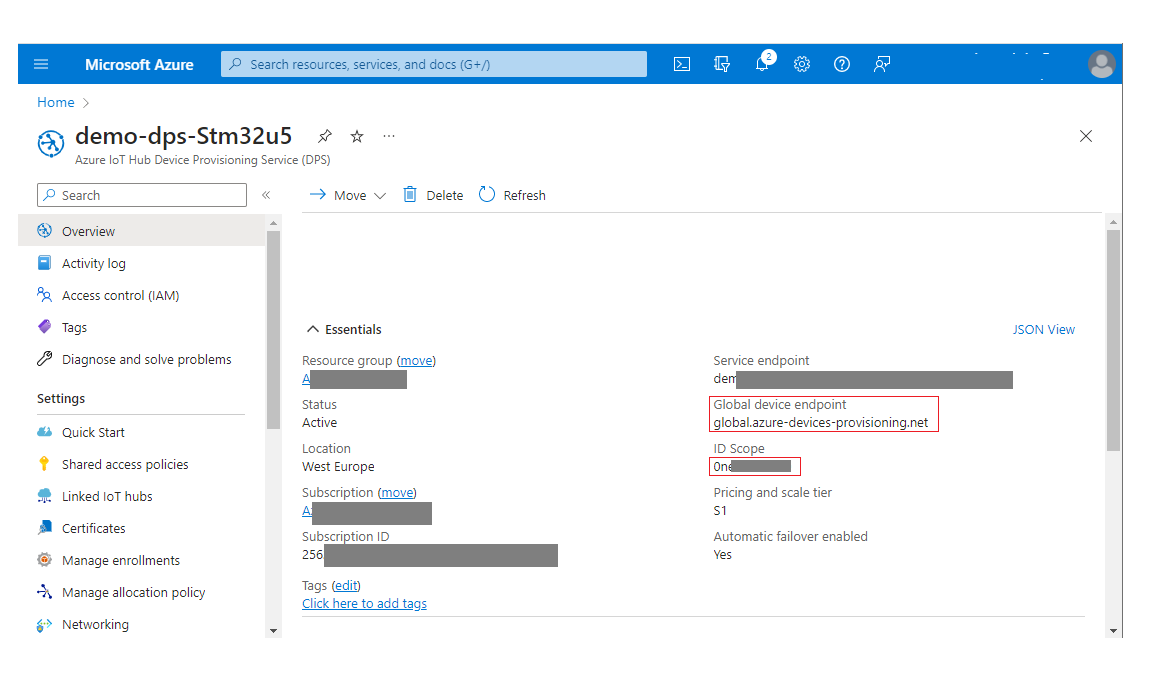 Microsoft Azure
Search resources, services, and docs (G+/)
2
Home
demo-dps-Stm32u5
Azure IoT Hub Device Provisioning Service (DPS)
Search
Move
Delete
Refresh
Overview
Activity log
Access control (IAM)
Tags
Diagnose and solve problems
Settings
Quick Start
Shared access policies
Linked IoT hubs
Certificates
Manage enrollments
Manage allocation policy
Networking
Essentials
JSON View
Resource group (move)
A
Status
Active
Location
West Europe
Subscription (move)
Subscription ID
256
Tags (edit)
Click here to add tags
Service endpoint
dem
Global device endpoint
global.azure-devices-provisioning.net
ID Scope
0ne
Pricing and scale tier
S1
Automatic failover enabled
Yes